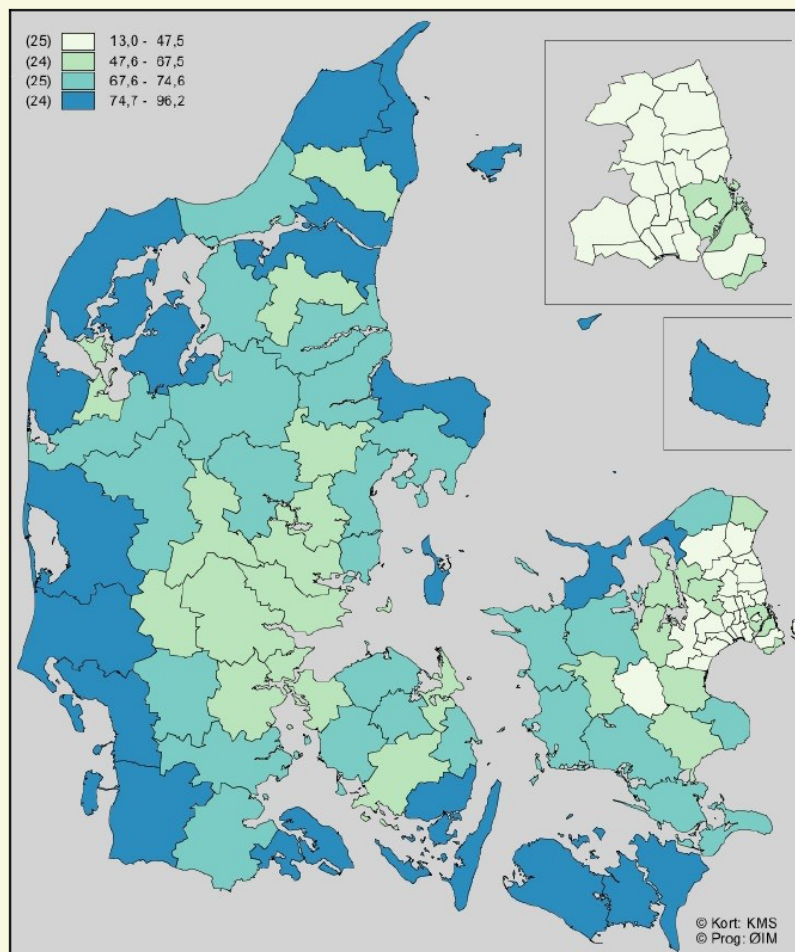 (25) 13,0 - 47,5
(24) 47,6 - 67,5
(25) 67,6 - 74,6
(24) 74,7 - 96,2
© Kort: KMS
© Prog: ØIM